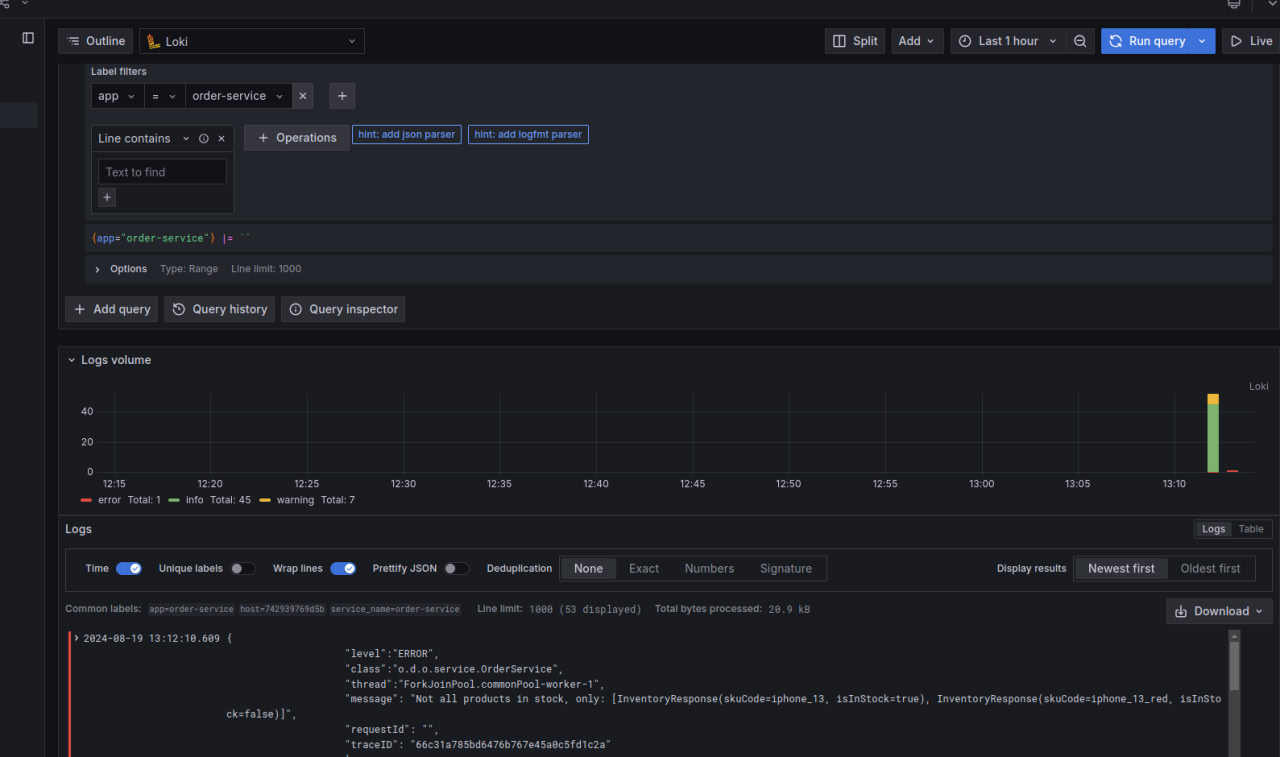 Outline Loki Split Add Last 1 hour Run query Live
Label filters
app = order-service × +
Line contains × + Operations hint: add json parser hint: add logfmt parser
Text to find
+
{app="order-service"} |= ``
› Options Type: Range Line limit: 1000
+ Add query Query history Query inspector
Logs volume
Loki
40
20
0
12:15 12:20 12:25 12:30 12:35 12:40 12:45 12:50 12:55 13:00 13:05 13:10
error Total: 1 info Total: 45 warning Total: 7
Logs Logs Table
Time Unique labels Wrap lines Prettify JSON Deduplication None Exact Numbers Signature Display results Newest first Oldest first
Common labels: app=order-service host=742939769d5b service_name=order-service Line limit: 1000 (53 displayed) Total bytes processed: 20.9 kB Download
› 2024-08-19 13:12:10.609 {
"level":"ERROR",
"class":"o.d.o.service.OrderService",
"thread":"ForkJoinPool.commonPool-worker-1",
"message": "Not all products in stock, only: [InventoryResponse(skuCode=iphone_13, isInStock=true), InventoryResponse(skuCode=iphone_13_red, isInSto
ck=false)]",
"requestId": "",
"traceID": "66c31a785bd6476b767e45a0c5fd1c2a"